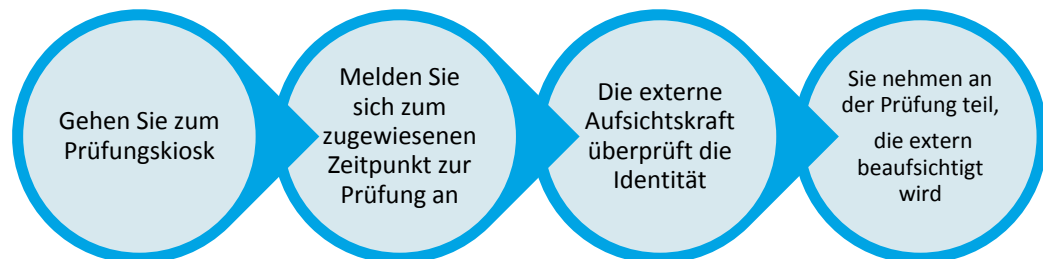 Gehen Sie zum
Prüfungskiosk
Melden Sie
sich zum
zugewiesenen
Zeitpunkt zur
Prüfung an
Die externe
Aufsichtskraft
überprüft die
Identität
Sie nehmen an
der Prüfung teil,
die extern
beaufsichtigt
wird